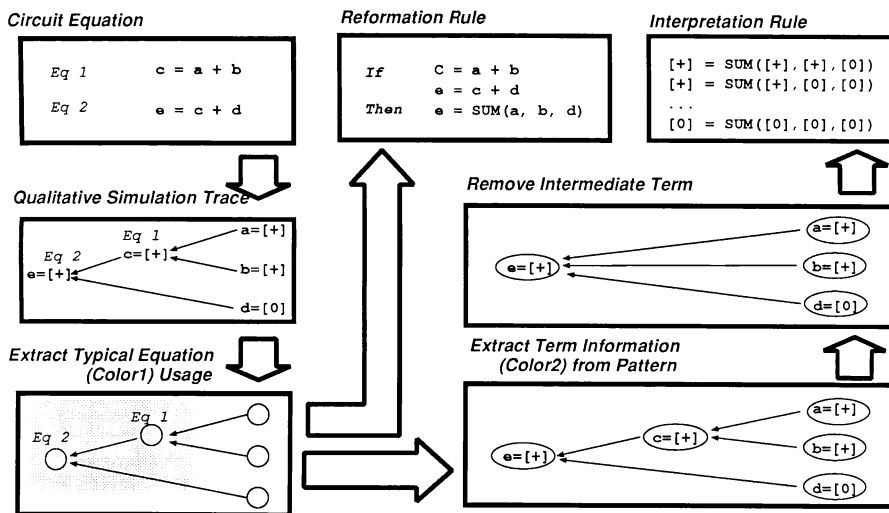 Circuit Equation
Eq 1 c = a + b
Eq 2 e = c + d
Reformation Rule
If C = a + b
e = c + d
Then e = SUM(a, b, d)
Interpretation Rule
[+] = SUM([+],[+],[0])
[+] = SUM([+],[0],[0])
...
[0] = SUM([0],[0],[0])
Qualitative Simulation Trace
a=[+]
Eq 1
c=[+]
Eq 2
e=[+]
b=[+]
d=[0]
Remove Intermediate Term
a=[+]
e=[+]
b=[+]
d=[0]
Extract Typical Equation
(Color1) Usage
Eq 1
Eq 2
Extract Term Information
(Color2) from Pattern
a=[+]
c=[+]
b=[+]
e=[+]
d=[0]